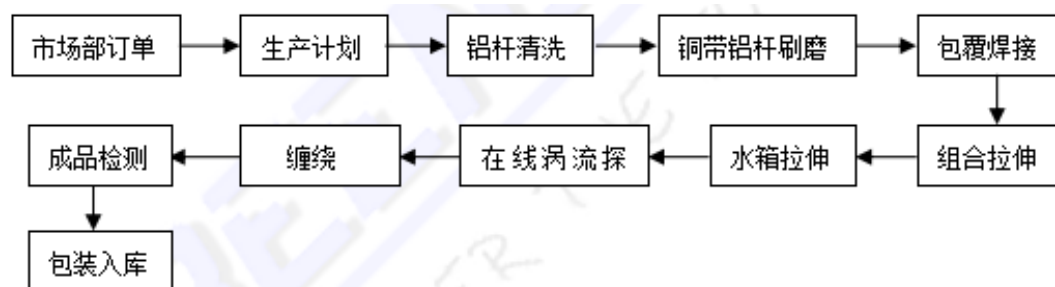 市场部订单
生产计划
铝杆清洗
铜带铝杆刷磨
包覆焊接
组合拉伸
水箱拉伸
在线涡流探
缠绕
成品检测
包装入库